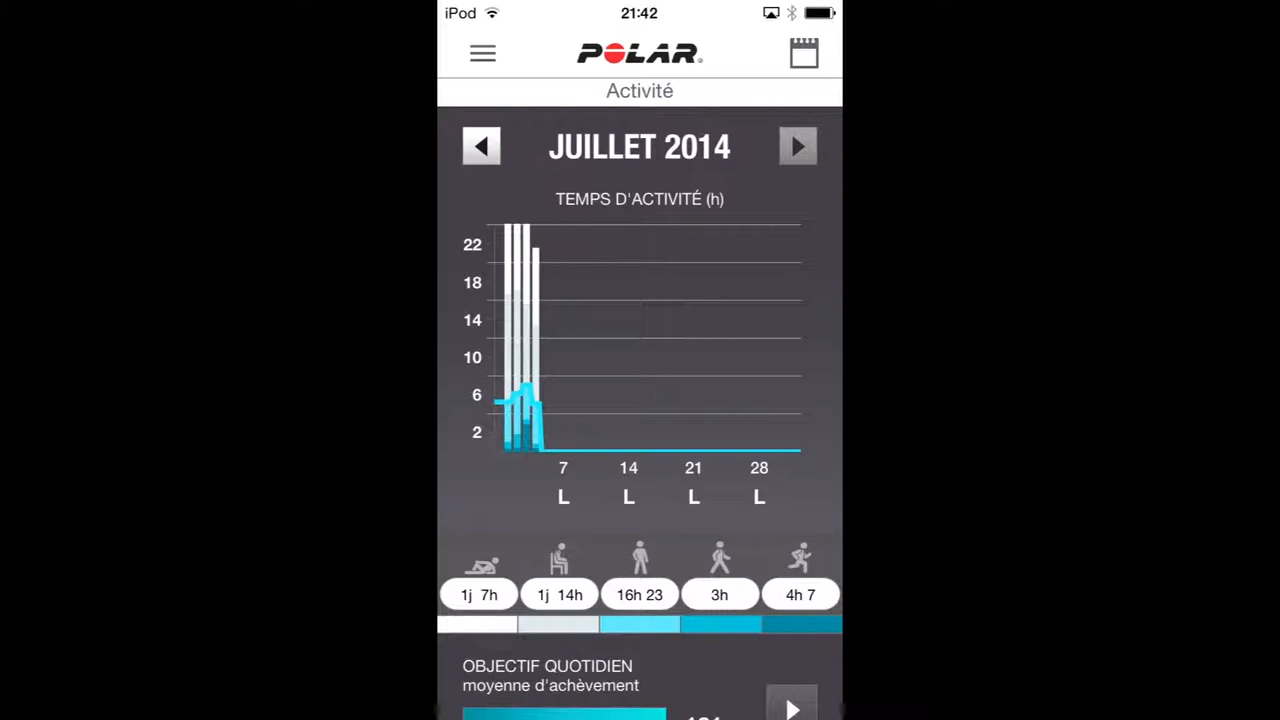 iPod 21:42
POLAR
Activité
JUILLET 2014
TEMPS D'ACTIVITÉ (h)
22
18
14
10
6
2
7 14 21 28
L L L L
1j 7h 1j 14h 16h 23 3h 4h 7
OBJECTIF QUOTIDIEN
moyenne d'achèvement